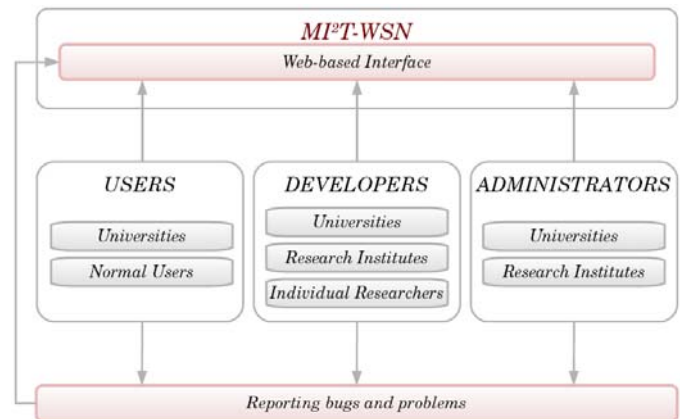 MI²T-WSN
Web-based Interface
USERS
Universities
Normal Users
DEVELOPERS
Universities
Research Institutes
Individual Researchers
ADMINISTRATORS
Universities
Research Institutes
Reporting bugs and problems